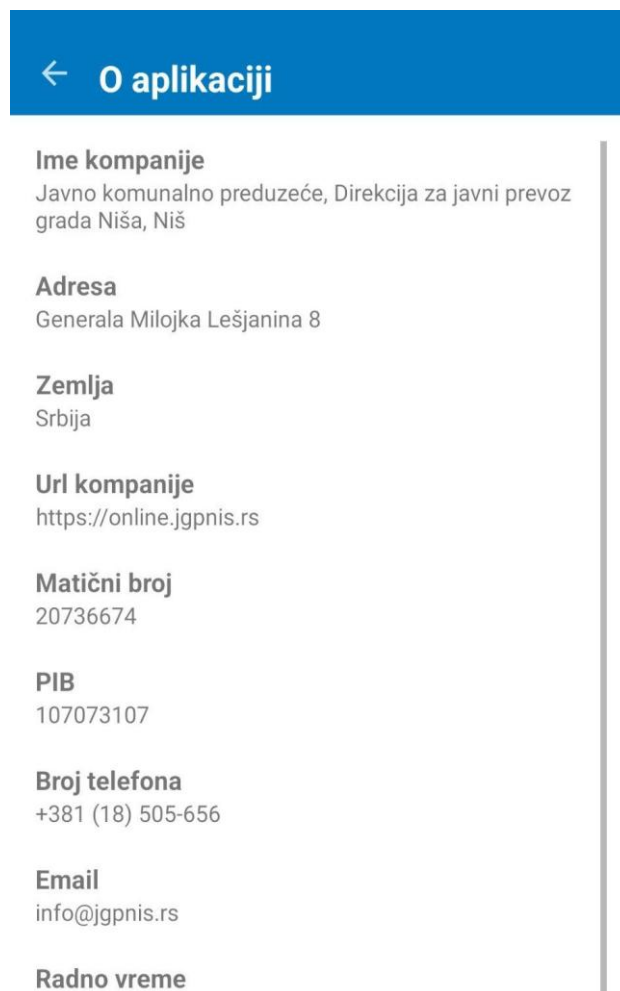 O aplikaciji
Ime kompanije
Javno komunalno preduzeće, Direkcija za javni prevoz
grada Niša, Niš
Adresa
Generala Milojka Lešjanina 8
Zemlja
Srbija
Url kompanije
https://online.jgpnis.rs
Matični broj
20736674
PIB
107073107
Broj telefona
+381 (18) 505-656
Email
info@jgpnis.rs
Radno vreme